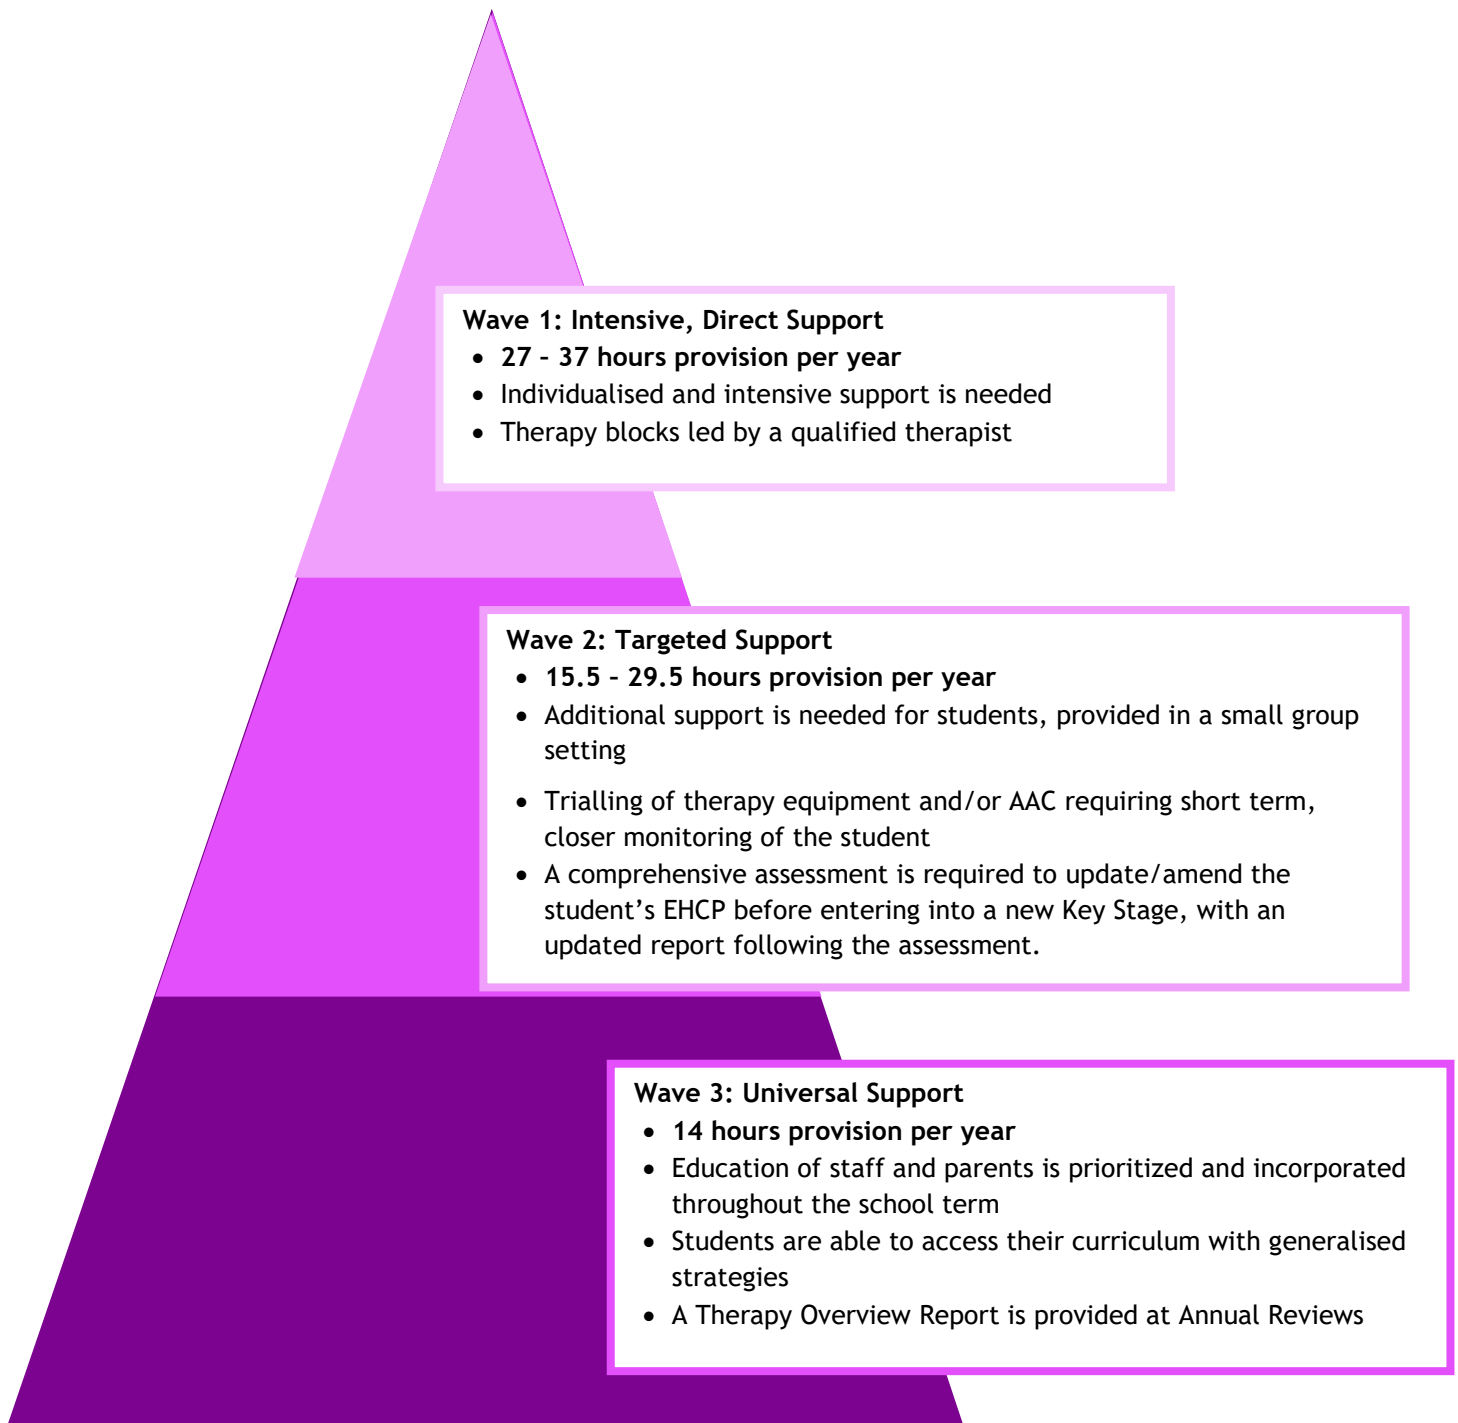 Wave 1: Intensive, Direct Support
• 27 – 37 hours provision per year
• Individualised and intensive support is needed
• Therapy blocks led by a qualified therapist
Wave 2: Targeted Support
• 15.5 – 29.5 hours provision per year
• Additional support is needed for students, provided in a small group
setting
• Trialling of therapy equipment and/or AAC requiring short term,
closer monitoring of the student
• A comprehensive assessment is required to update/amend the
student’s EHCP before entering into a new Key Stage, with an
updated report following the assessment.
Wave 3: Universal Support
• 14 hours provision per year
• Education of staff and parents is prioritized and incorporated
throughout the school term
• Students are able to access their curriculum with generalised
strategies
• A Therapy Overview Report is provided at Annual Reviews